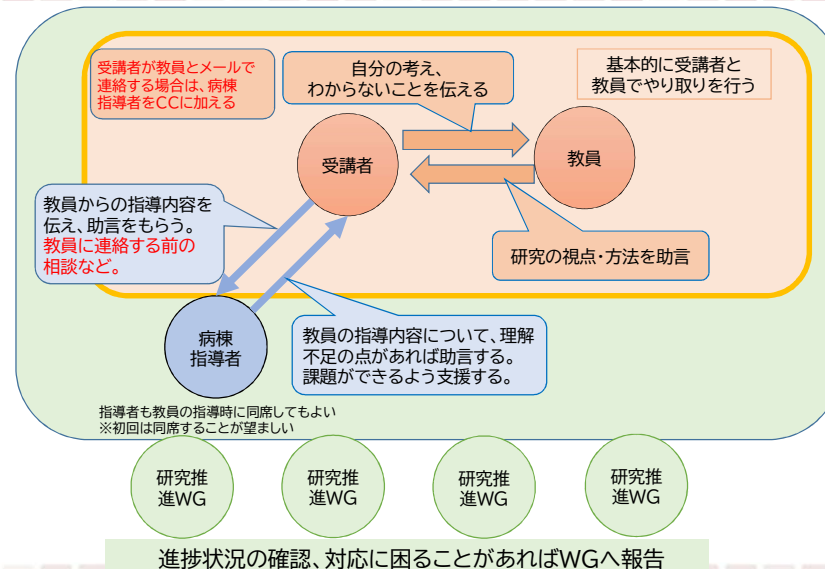 受講者が教員とメールで
連絡する場合は、病棟
指導者をCCに加える
自分の考え、
わからないことを伝える
基本的に受講者と
教員でやり取りを行う
受講者
教員
教員からの指導内容を
伝え、助言をもらう。
教員に連絡する前の
相談など。
研究の視点・方法を助言
病棟
指導者
教員の指導内容について、理解
不足の点があれば助言する。
課題ができるよう支援する。
指導者も教員の指導時に同席してもよい
※初回は同席することが望ましい
研究推
進WG
研究推
進WG
研究推
進WG
研究推
進WG
進捗状況の確認、対応に困ることがあればWGへ報告